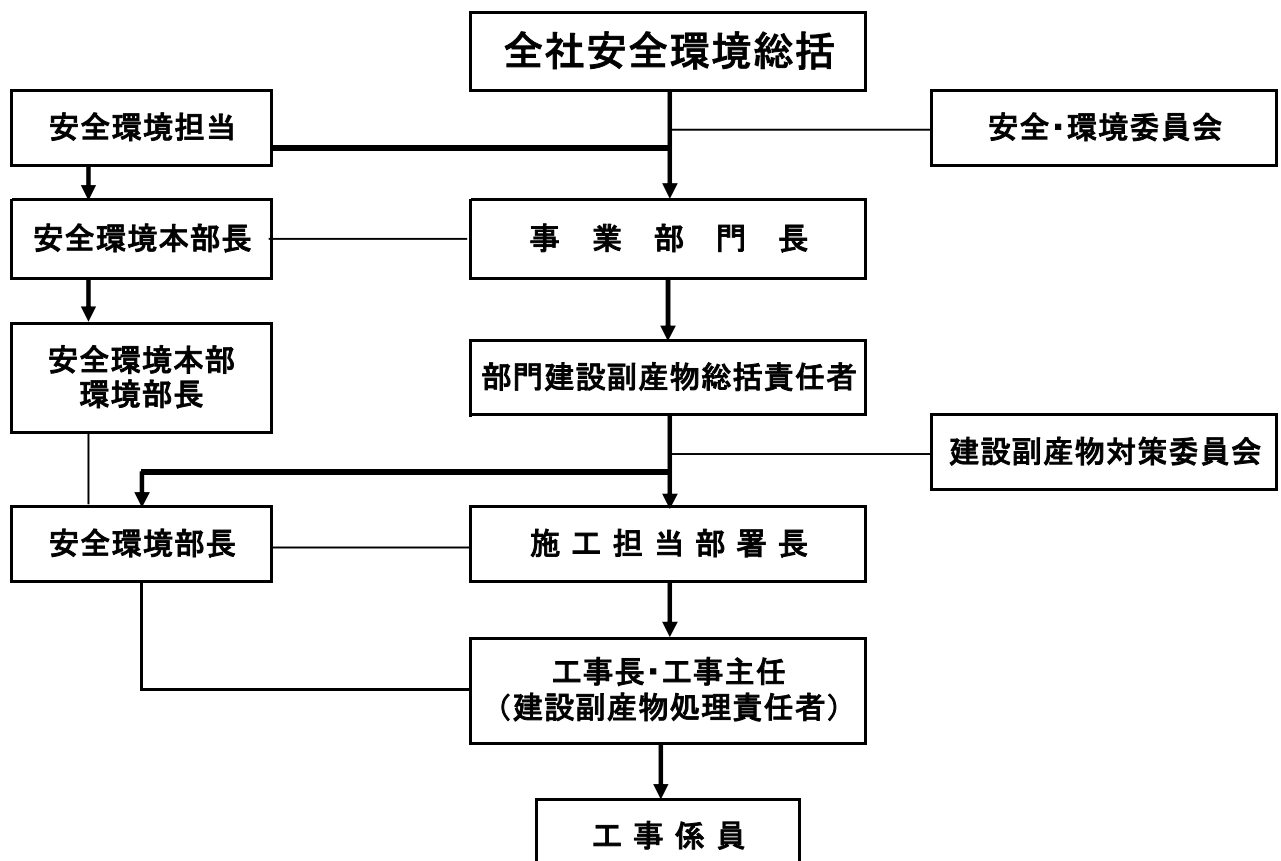 全社安全環境総括
安全環境担当
安全・環境委員会
安全環境本部長
事業部門長
安全環境本部
環境部長
部門建設副産物総括責任者
建設副産物対策委員会
安全環境部長
施工担当部署長
工事長・工事主任
（建設副産物処理責任者）
工事係員